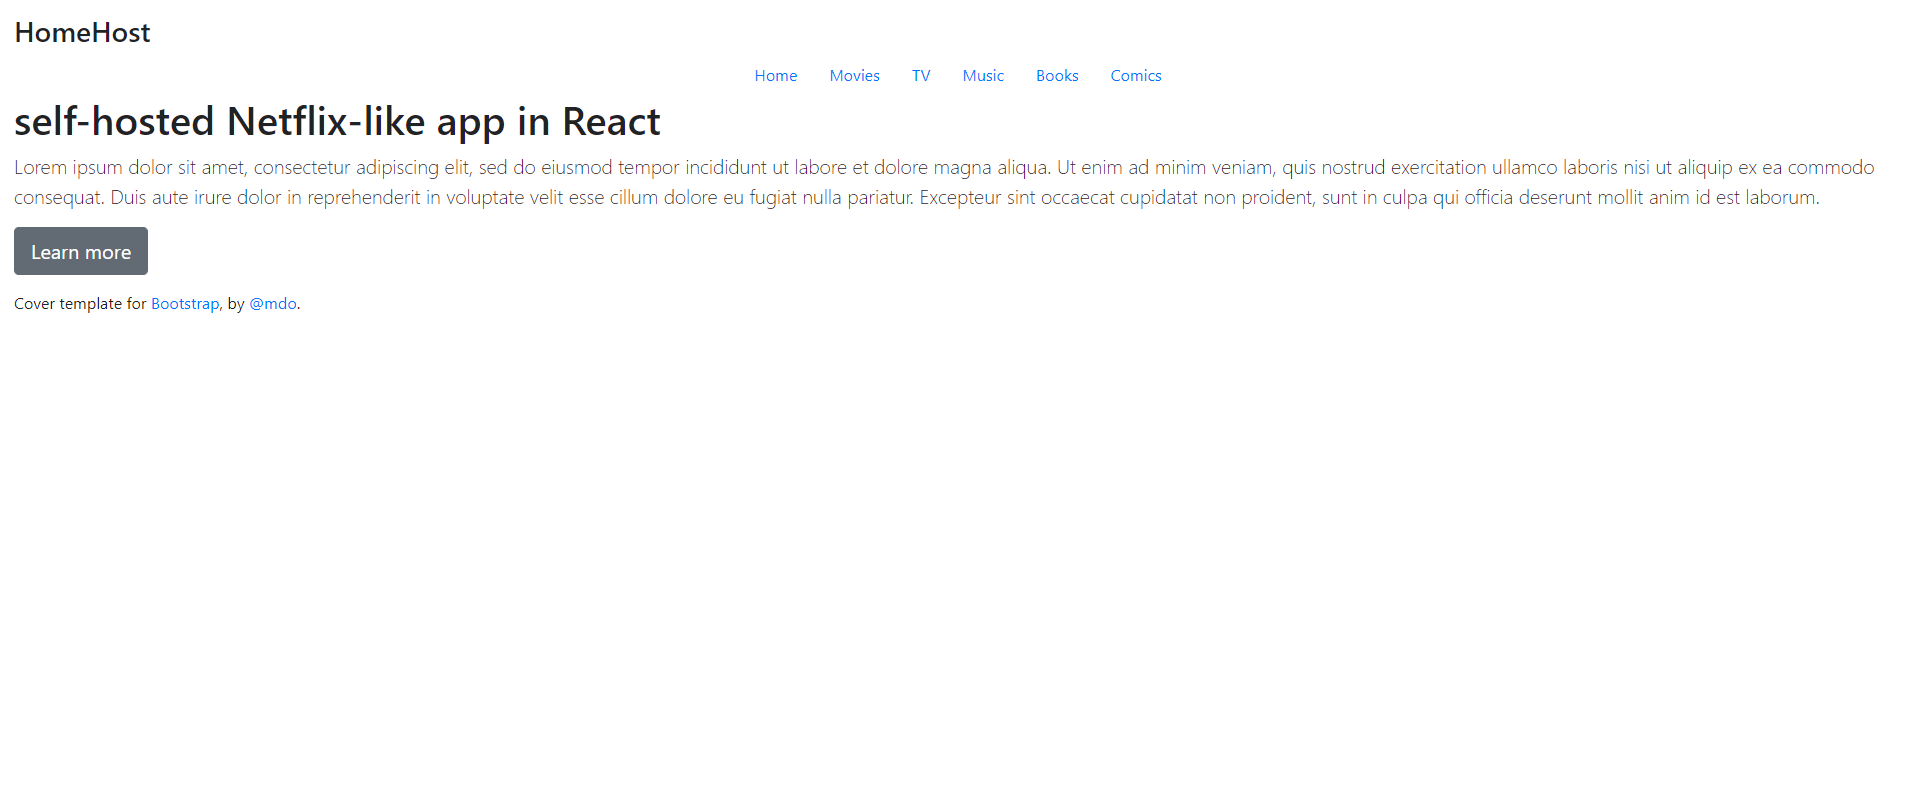 HomeHost
Home Movies TV Music Books Comics
self-hosted Netflix-like app in React
Lorem ipsum dolor sit amet, consectetur adipiscing elit, sed do eiusmod tempor incididunt ut labore et dolore magna aliqua. Ut enim ad minim veniam, quis nostrud exercitation ullamco laboris nisi ut aliquip ex ea commodo
consequat. Duis aute irure dolor in reprehenderit in voluptate velit esse cillum dolore eu fugiat nulla pariatur. Excepteur sint occaecat cupidatat non proident, sunt in culpa qui officia deserunt mollit anim id est laborum.
Learn more
Cover template for Bootstrap, by @mdo.